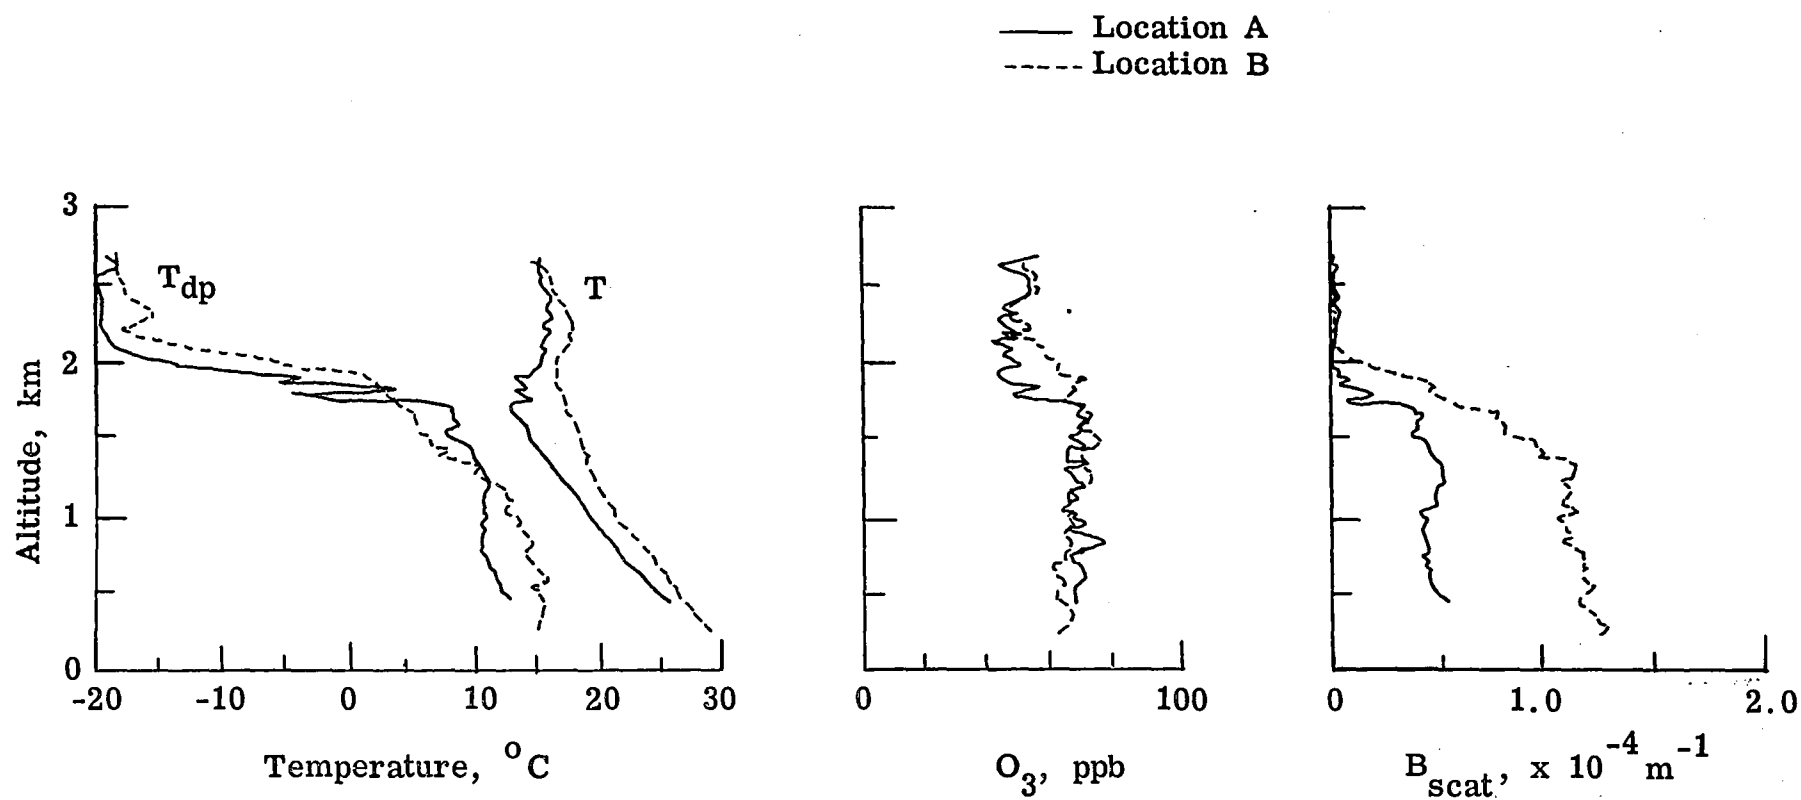 Location A
Location B
3
2
1
0
Altitude, km
T_dp
T
-20 -10 0 10 20 30
Temperature, °C
0 100
O₃, ppb
0 1.0 2.0
B_scat, x 10⁻⁴ m⁻¹